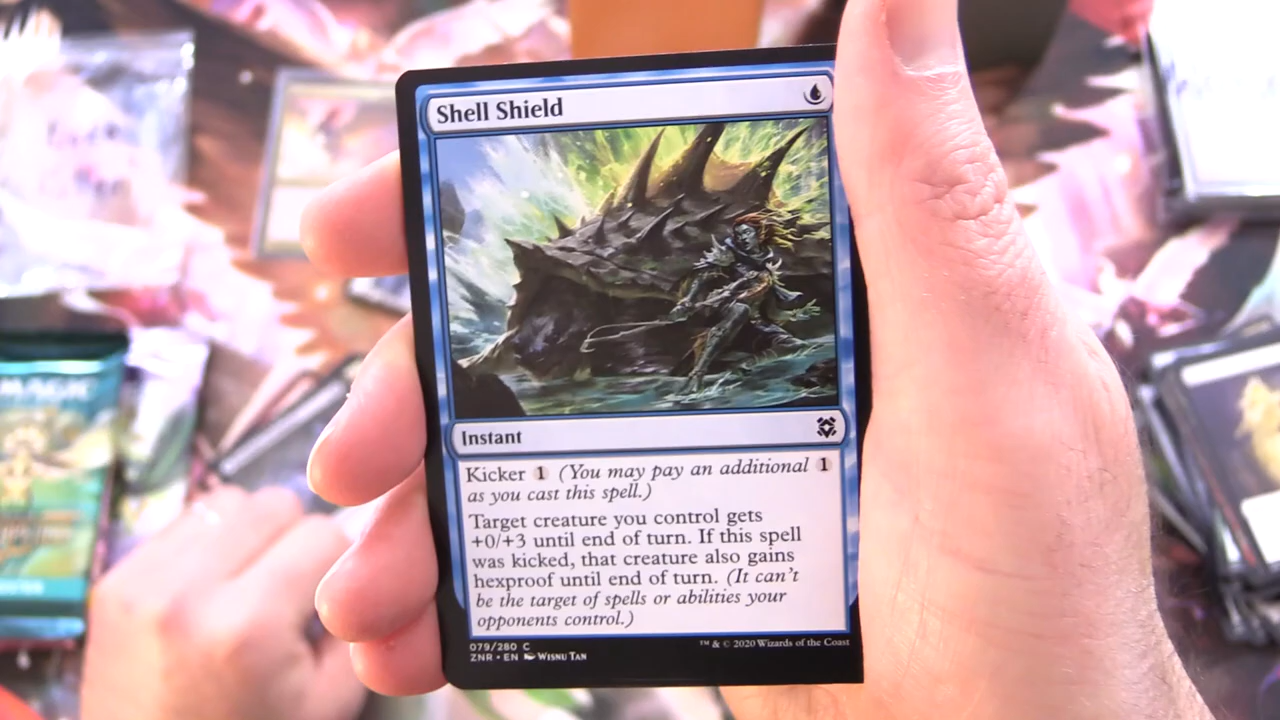 Shell Shield
Instant
Kicker 1 (You may pay an additional 1
as you cast this spell.)
Target creature you control gets
+0/+3 until end of turn. If this spell
was kicked, that creature also gains
hexproof until end of turn. (It can't
be the target of spells or abilities your
opponents control.)
079/280 C
ZNR • EN Wisnu Tan
™ & © 2020 Wizards of the Coast
MAGIC